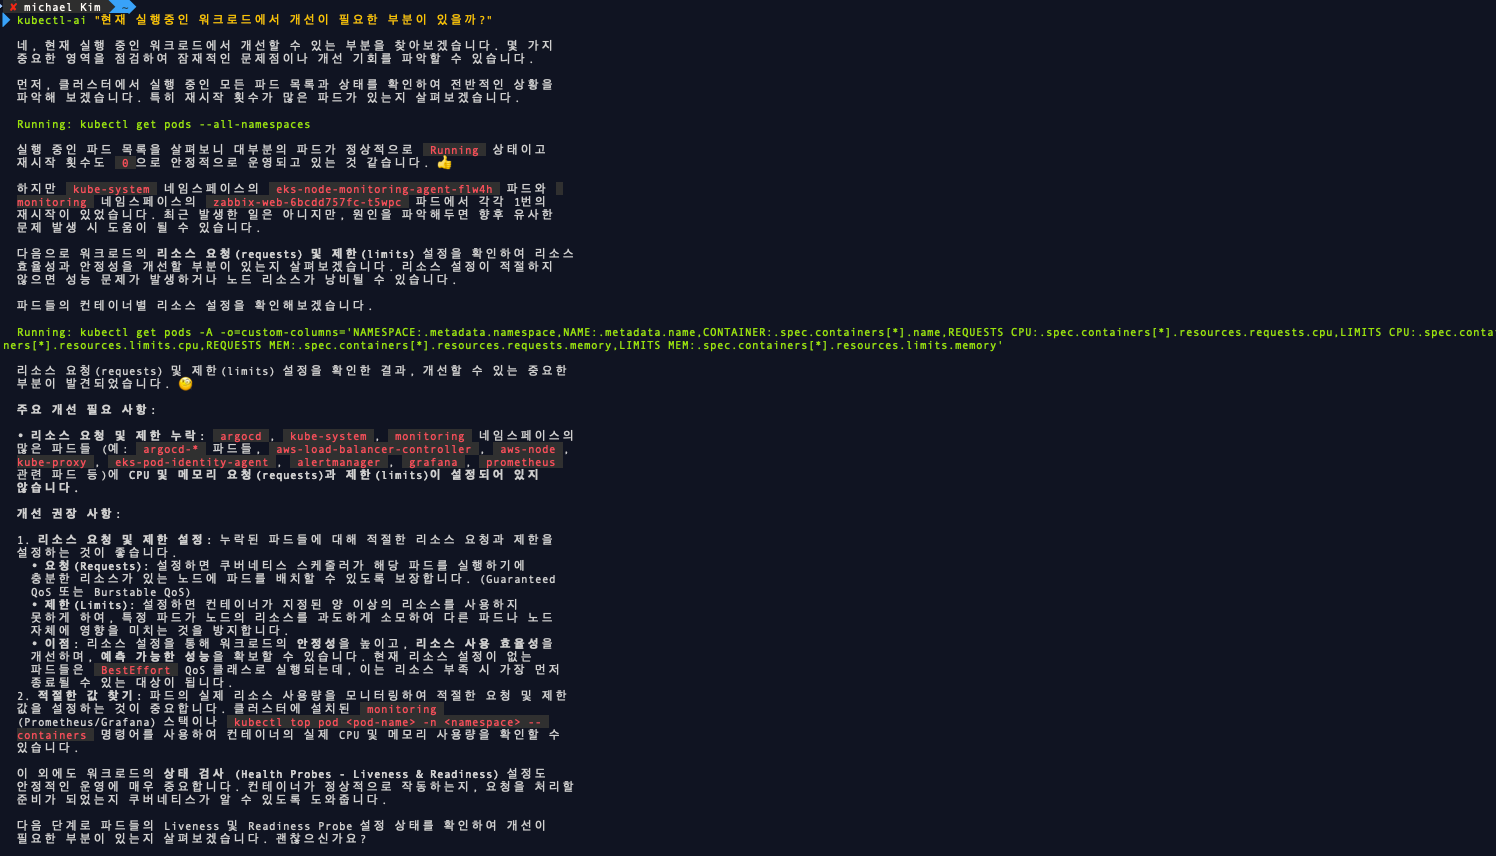 ✘ michael Kim ~
kubectl-ai "현재 실행중인 워크로드에서 개선이 필요한 부분이 있을까?"
네, 현재 실행 중인 워크로드에서 개선할 수 있는 부분을 찾아보겠습니다. 몇 가지
중요한 영역을 점검하여 잠재적인 문제점이나 개선 기회를 파악할 수 있습니다.
먼저, 클러스터에서 실행 중인 모든 파드 목록과 상태를 확인하여 전반적인 상황을
파악해 보겠습니다. 특히 재시작 횟수가 많은 파드가 있는지 살펴보겠습니다.
Running: kubectl get pods --all-namespaces
실행 중인 파드 목록을 살펴보니 대부분의 파드가 정상적으로 Running 상태이고
재시작 횟수도 0 으로 안정적으로 운영되고 있는 것 같습니다. 👍
하지만 kube-system 네임스페이스의 eks-node-monitoring-agent-flw4h 파드와
monitoring 네임스페이스의 zabbix-web-6bcdd757fc-t5wpc 파드에서 각각 1번의
재시작이 있었습니다. 최근 발생한 일은 아니지만, 원인을 파악해두면 향후 유사한
문제 발생 시 도움이 될 수 있습니다.
다음으로 워크로드의 리소스 요청(requests) 및 제한(limits) 설정을 확인하여 리소스
효율성과 안정성을 개선할 부분이 있는지 살펴보겠습니다. 리소스 설정이 적절하지
않으면 성능 문제가 발생하거나 노드 리소스가 낭비될 수 있습니다.
파드들의 컨테이너별 리소스 설정을 확인해보겠습니다.
Running: kubectl get pods -A -o=custom-columns='NAMESPACE:.metadata.namespace,NAME:.metadata.name,CONTAINER:.spec.containers[*].name,REQUESTS CPU:.spec.containers[*].resources.requests.cpu,LIMITS CPU:.spec.conta
ners[*].resources.limits.cpu,REQUESTS MEM:.spec.containers[*].resources.requests.memory,LIMITS MEM:.spec.containers[*].resources.limits.memory'
리소스 요청(requests) 및 제한(limits) 설정을 확인한 결과, 개선할 수 있는 중요한
부분이 발견되었습니다. 🧐
주요 개선 필요 사항:
• 리소스 요청 및 제한 누락: argocd , kube-system , monitoring 네임스페이스의
많은 파드들 (예: argocd-* 파드들, aws-load-balancer-controller , aws-node ,
kube-proxy , eks-pod-identity-agent , alertmanager , grafana , prometheus
관련 파드 등)에 CPU 및 메모리 요청(requests)과 제한(limits)이 설정되어 있지
않습니다.
개선 권장 사항:
1. 리소스 요청 및 제한 설정: 누락된 파드들에 대해 적절한 리소스 요청과 제한을
설정하는 것이 좋습니다.
• 요청(Requests): 설정하면 쿠버네티스 스케줄러가 해당 파드를 실행하기에
충분한 리소스가 있는 노드에 파드를 배치할 수 있도록 보장합니다. (Guaranteed
QoS 또는 Burstable QoS)
• 제한(Limits): 설정하면 컨테이너가 지정된 양 이상의 리소스를 사용하지
못하게 하여, 특정 파드가 노드의 리소스를 과도하게 소모하여 다른 파드나 노드
자체에 영향을 미치는 것을 방지합니다.
• 이점: 리소스 설정을 통해 워크로드의 안정성을 높이고, 리소스 사용 효율성을
개선하며, 예측 가능한 성능을 확보할 수 있습니다. 현재 리소스 설정이 없는
파드들은 BestEffort QoS 클래스로 실행되는데, 이는 리소스 부족 시 가장 먼저
종료될 수 있는 대상이 됩니다.
2. 적절한 값 찾기: 파드의 실제 리소스 사용량을 모니터링하여 적절한 요청 및 제한
값을 설정하는 것이 중요합니다. 클러스터에 설치된 monitoring
(Prometheus/Grafana) 스택이나 kubectl top pod <pod-name> -n <namespace> --
containers 명령어를 사용하여 컨테이너의 실제 CPU 및 메모리 사용량을 확인할 수
있습니다.
이 외에도 워크로드의 상태 검사 (Health Probes - Liveness & Readiness) 설정도
안정적인 운영에 매우 중요합니다. 컨테이너가 정상적으로 작동하는지, 요청을 처리할
준비가 되었는지 쿠버네티스가 알 수 있도록 도와줍니다.
다음 단계로 파드들의 Liveness 및 Readiness Probe 설정 상태를 확인하여 개선이
필요한 부분이 있는지 살펴보겠습니다. 괜찮으신가요?